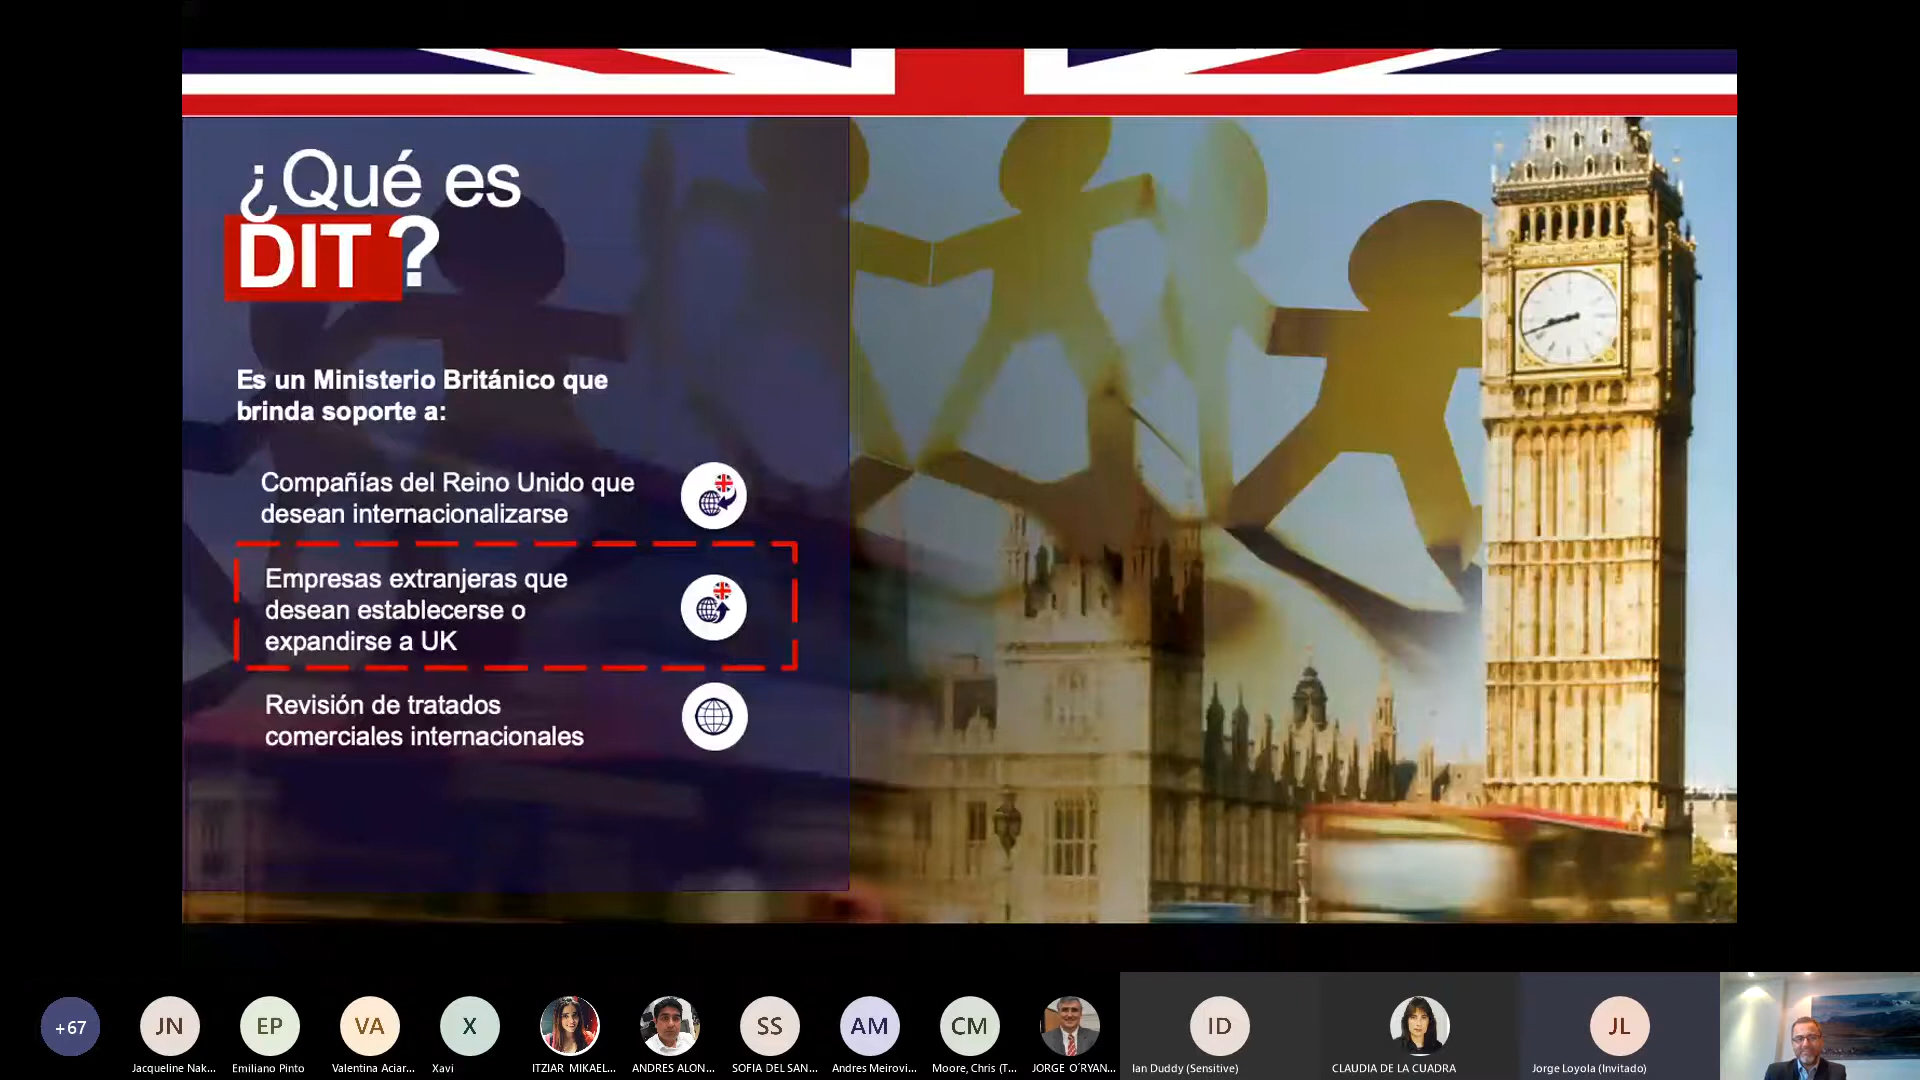 ¿Qué es
DIT?
Es un Ministerio Británico que
brinda soporte a:
Compañías del Reino Unido que
desean internacionalizarse
Empresas extranjeras que
desean establecerse o
expandirse a UK
Revisión de tratados
comerciales internacionales
+67
JN
EP
VA
X
SS
AM
CM
ID
JL
Jacqueline Nak...
Emiliano Pinto
Valentina Aciar...
Xavi
ITZIAR MIKAEL...
ANDRES ALON...
SOFIA DEL SAN...
Andres Meirovi...
Moore, Chris (T...
JORGE O´RYAN...
Ian Duddy (Sensitive)
CLAUDIA DE LA CUADRA
Jorge Loyola (Invitado)